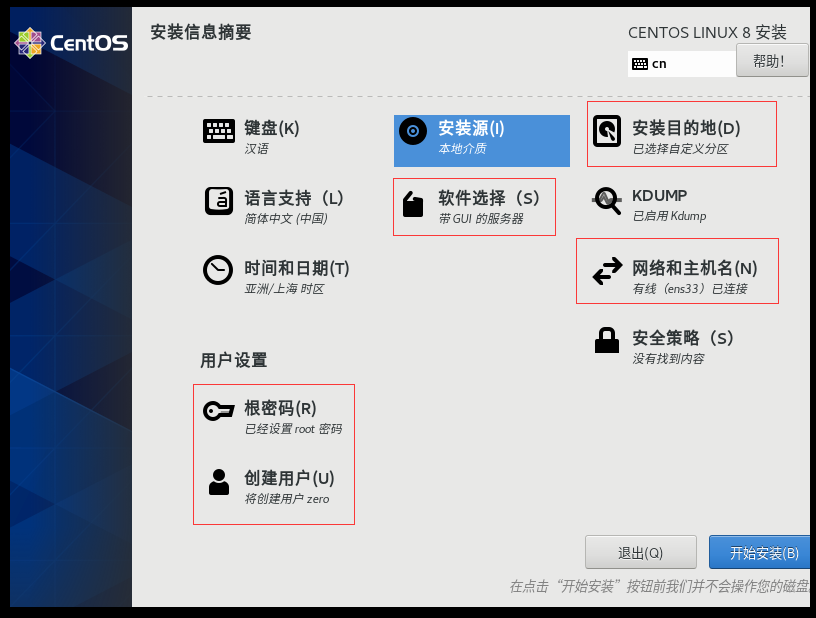 CentOS
安装信息摘要
CENTOS LINUX 8 安装
cn
帮助！
键盘(K)
汉语
安装源(I)
本地介质
安装目的地(D)
已选择自定义分区
语言支持（L）
简体中文 (中国)
软件选择（S）
带 GUI 的服务器
KDUMP
已启用 Kdump
时间和日期(T)
亚洲/上海 时区
网络和主机名(N)
有线（ens33）已连接
安全策略（S）
没有找到内容
用户设置
根密码(R)
已经设置 root 密码
创建用户(U)
将创建用户 zero
退出(Q)
开始安装(B)
在点击“开始安装”按钮前我们并不会操作您的磁盘